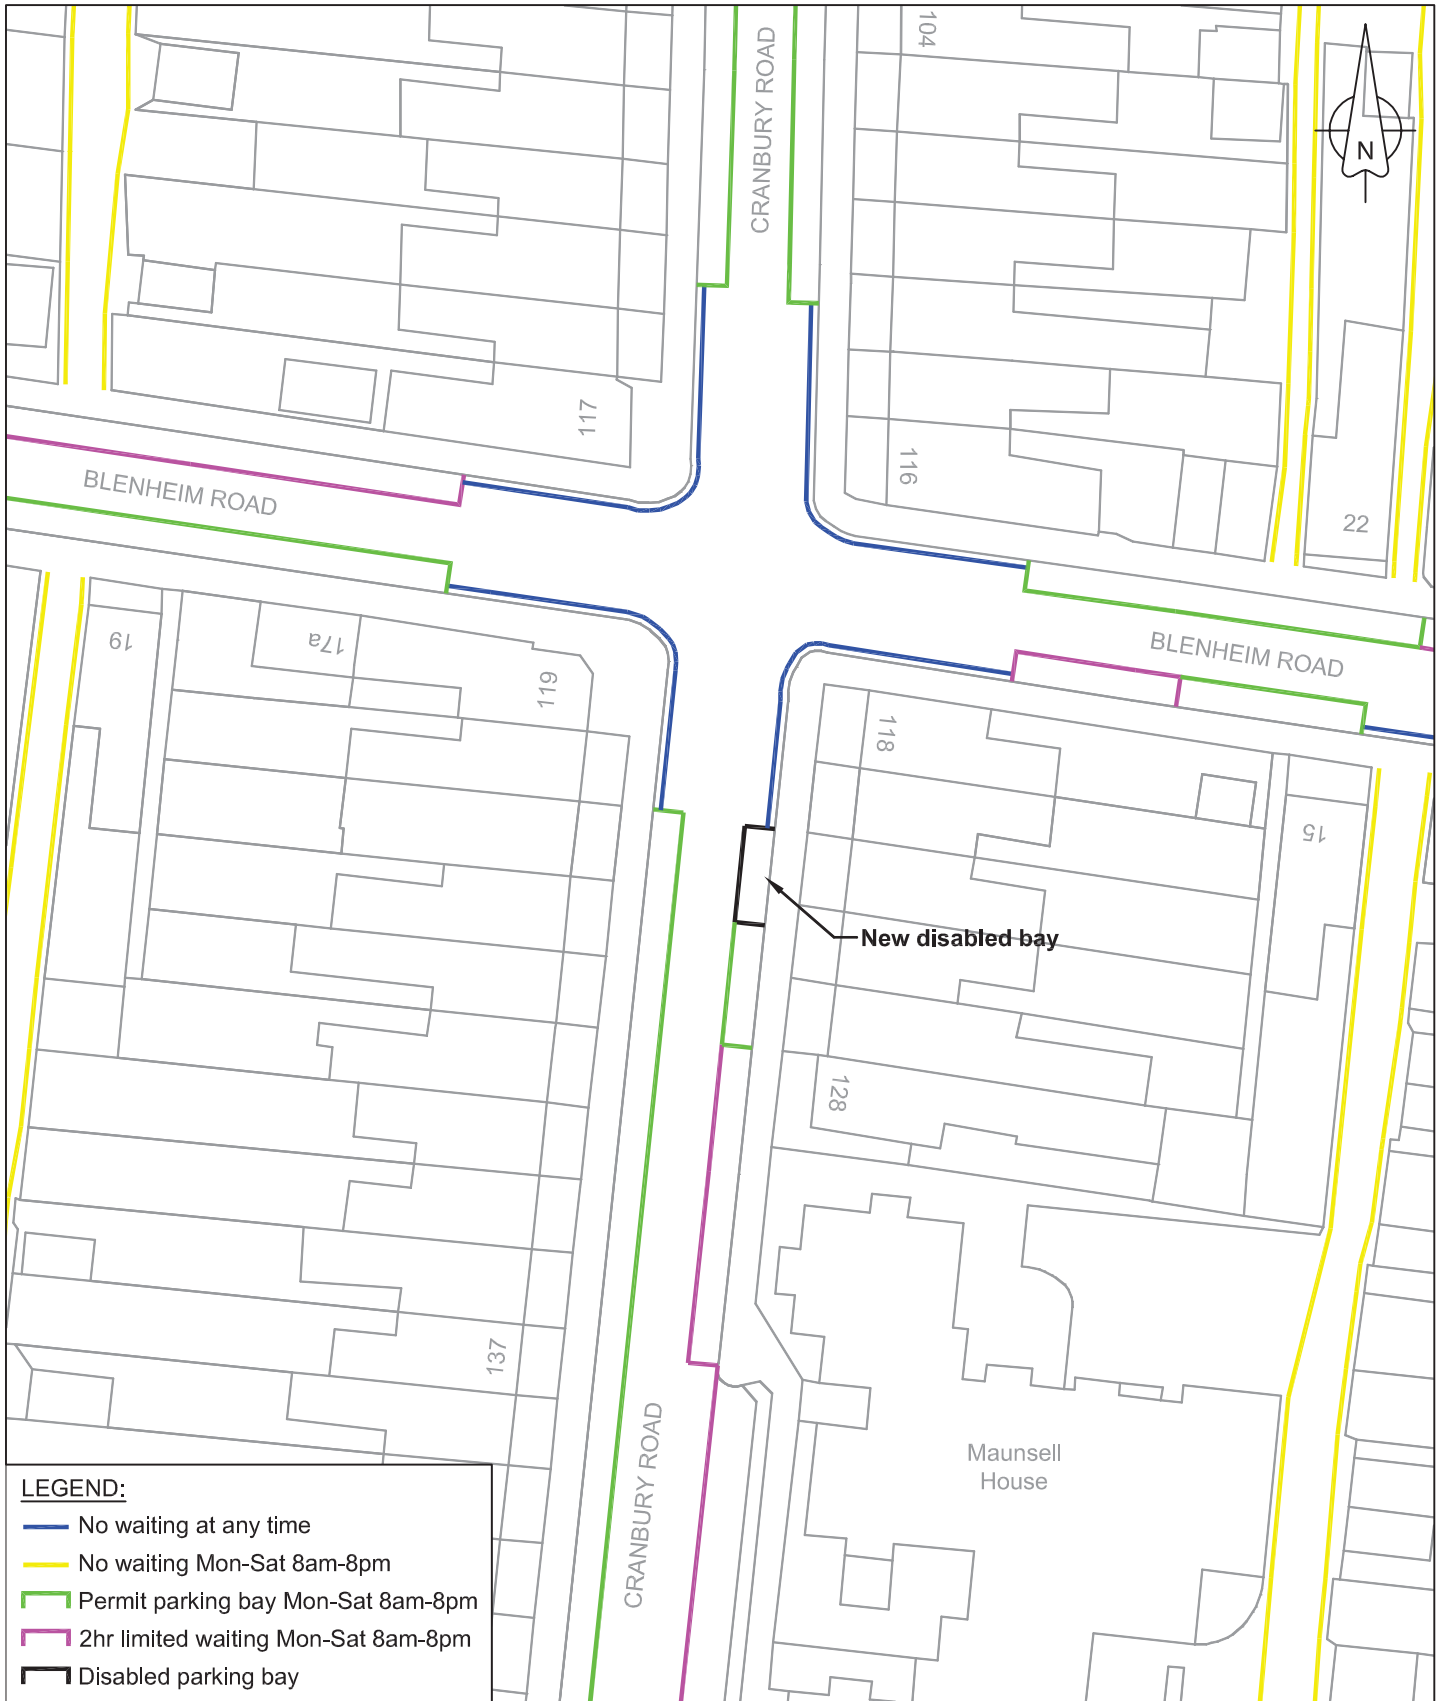 CRANBURY ROAD
104
N
117
116
BLENHEIM ROAD
22
19
17a
119
BLENHEIM ROAD
118
15
New disabled bay
128
137
CRANBURY ROAD
Maunsell
House
LEGEND:
No waiting at any time
No waiting Mon-Sat 8am-8pm
Permit parking bay Mon-Sat 8am-8pm
2hr limited waiting Mon-Sat 8am-8pm
Disabled parking bay